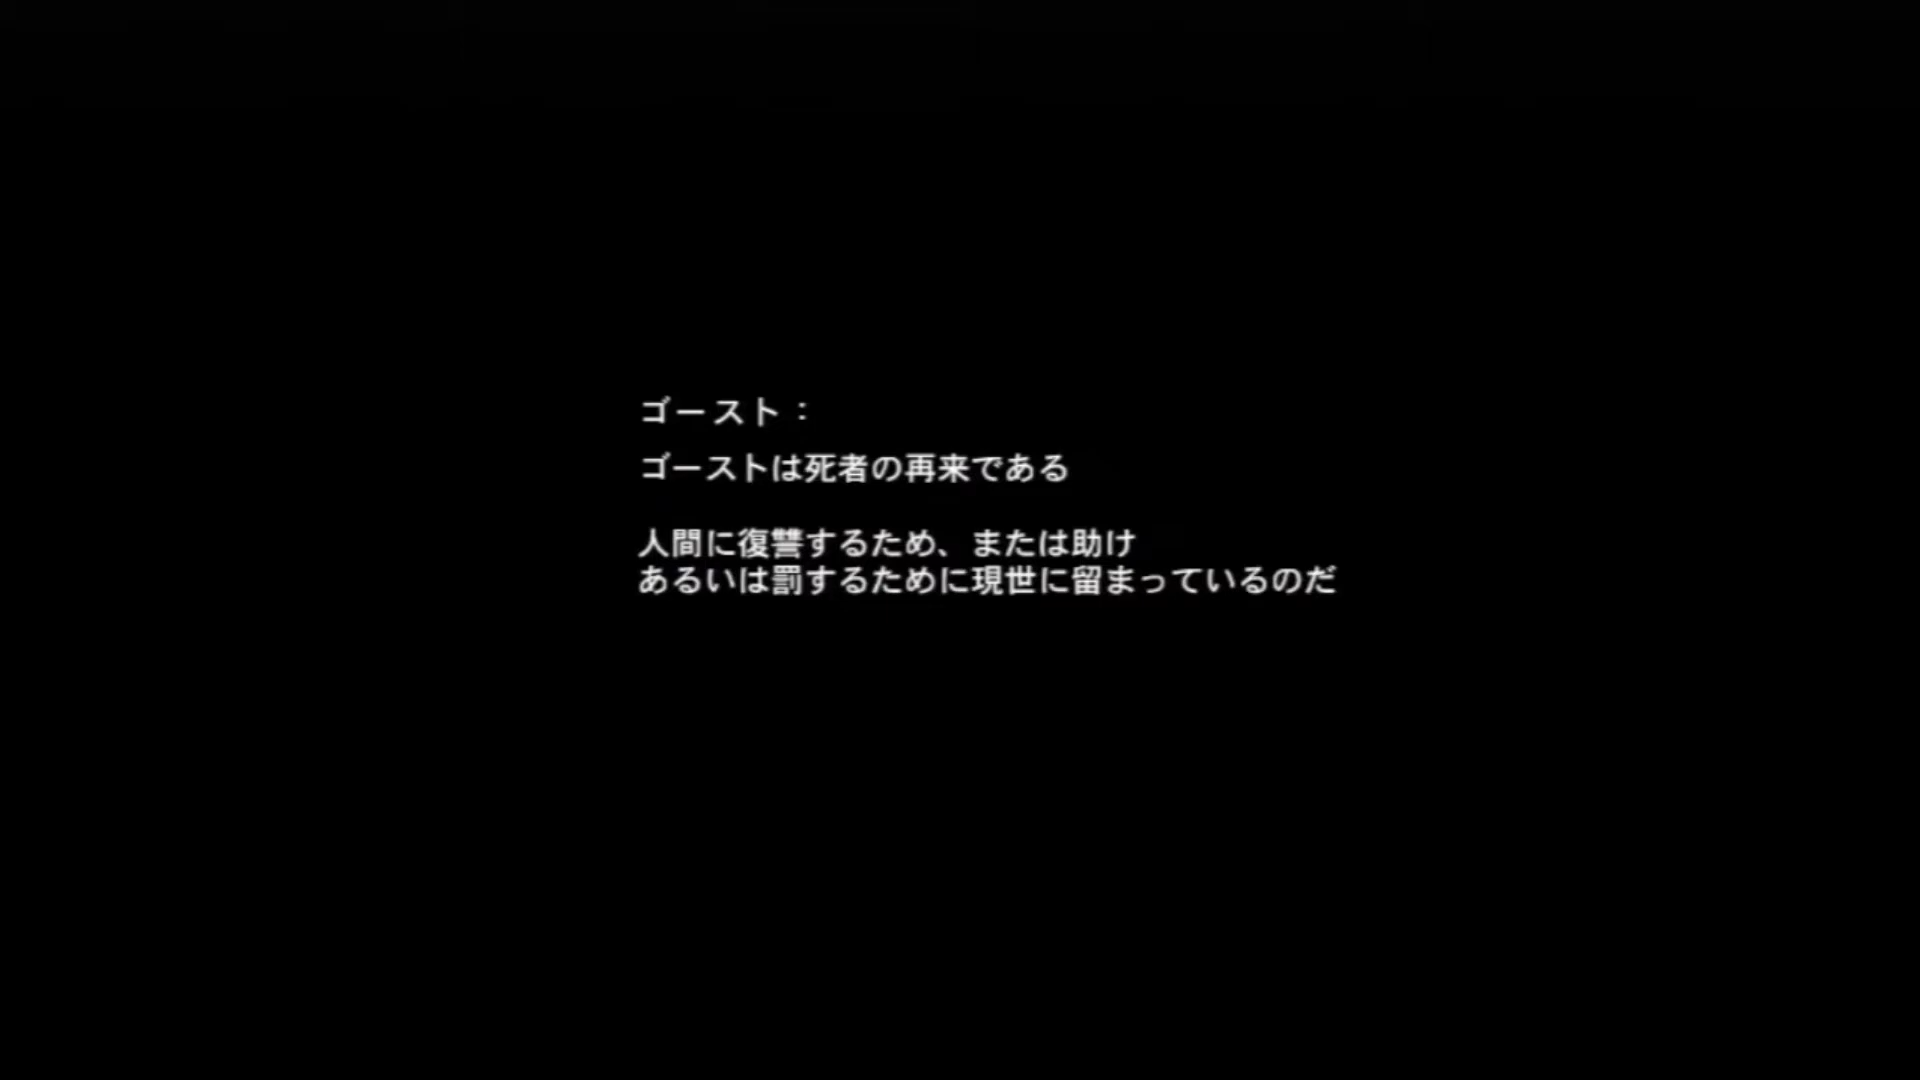 ゴースト：
ゴーストは死者の再来である
人間に復讐するため、または助け
あるいは罰するために現世に留まっているのだ